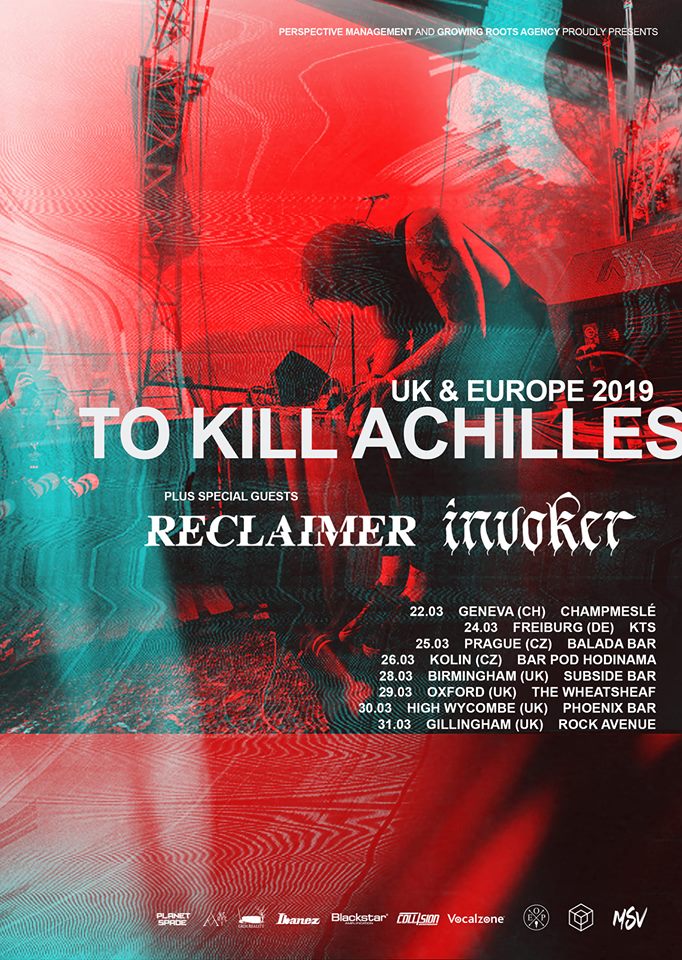 PERSPECTIVE MANAGEMENT AND GROWING ROOTS AGENCY PROUDLY PRESENTS
UK & EUROPE 2019
TO KILL ACHILLES
PLUS SPECIAL GUESTS
RECLAIMER invoker
22.03 GENEVA (CH) CHAMPMESLÉ
24.03 FREIBURG (DE) KTS
25.03 PRAGUE (CZ) BALADA BAR
26.03 KOLIN (CZ) BAR POD HODINAMA
28.03 BIRMINGHAM (UK) SUBSIDE BAR
29.03 OXFORD (UK) THE WHEATSHEAF
30.03 HIGH WYCOMBE (UK) PHOENIX BAR
31.03 GILLINGHAM (UK) ROCK AVENUE
PLANET SPADE Ibanez Blackstar AMPLIFICATION COLLISION Vocalzone EOP MSV